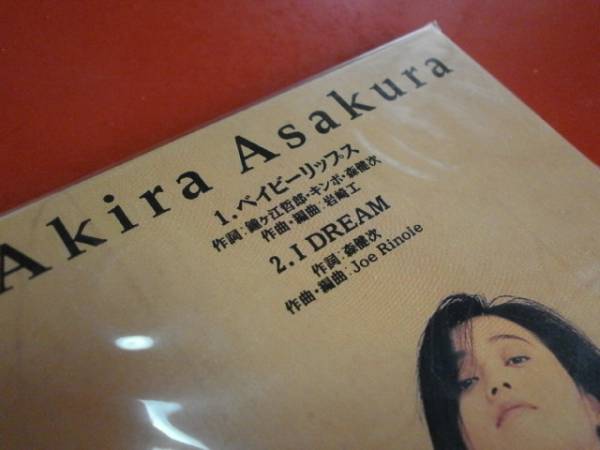 Akira Asakura
1. ベイビーリップス
作詞：鐘ヶ江哲郎・キンボ・森健次
作曲・編曲：岩崎工
2. I DREAM
作詞：森健次
作曲・編曲：Joe Rinoie